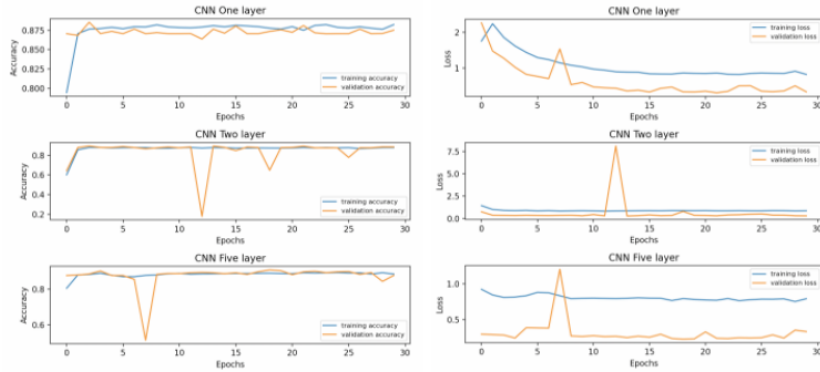 CNN One layer
0.875
0.850
0.825
0.800
Accuracy
training accuracy
validation accuracy
0 5 10 15 20 25 30
Epochs
CNN One layer
2
1
Loss
training loss
validation loss
0 5 10 15 20 25 30
Epochs
CNN Two layer
0.8
0.6
0.4
0.2
Accuracy
training accuracy
validation accuracy
0 5 10 15 20 25 30
Epochs
CNN Two layer
7.5
5.0
2.5
0.0
Loss
training loss
validation loss
0 5 10 15 20 25 30
Epochs
CNN Five layer
0.8
0.6
Accuracy
training accuracy
validation accuracy
0 5 10 15 20 25 30
Epochs
CNN Five layer
1.0
0.5
Loss
training loss
validation loss
0 5 10 15 20 25 30
Epochs